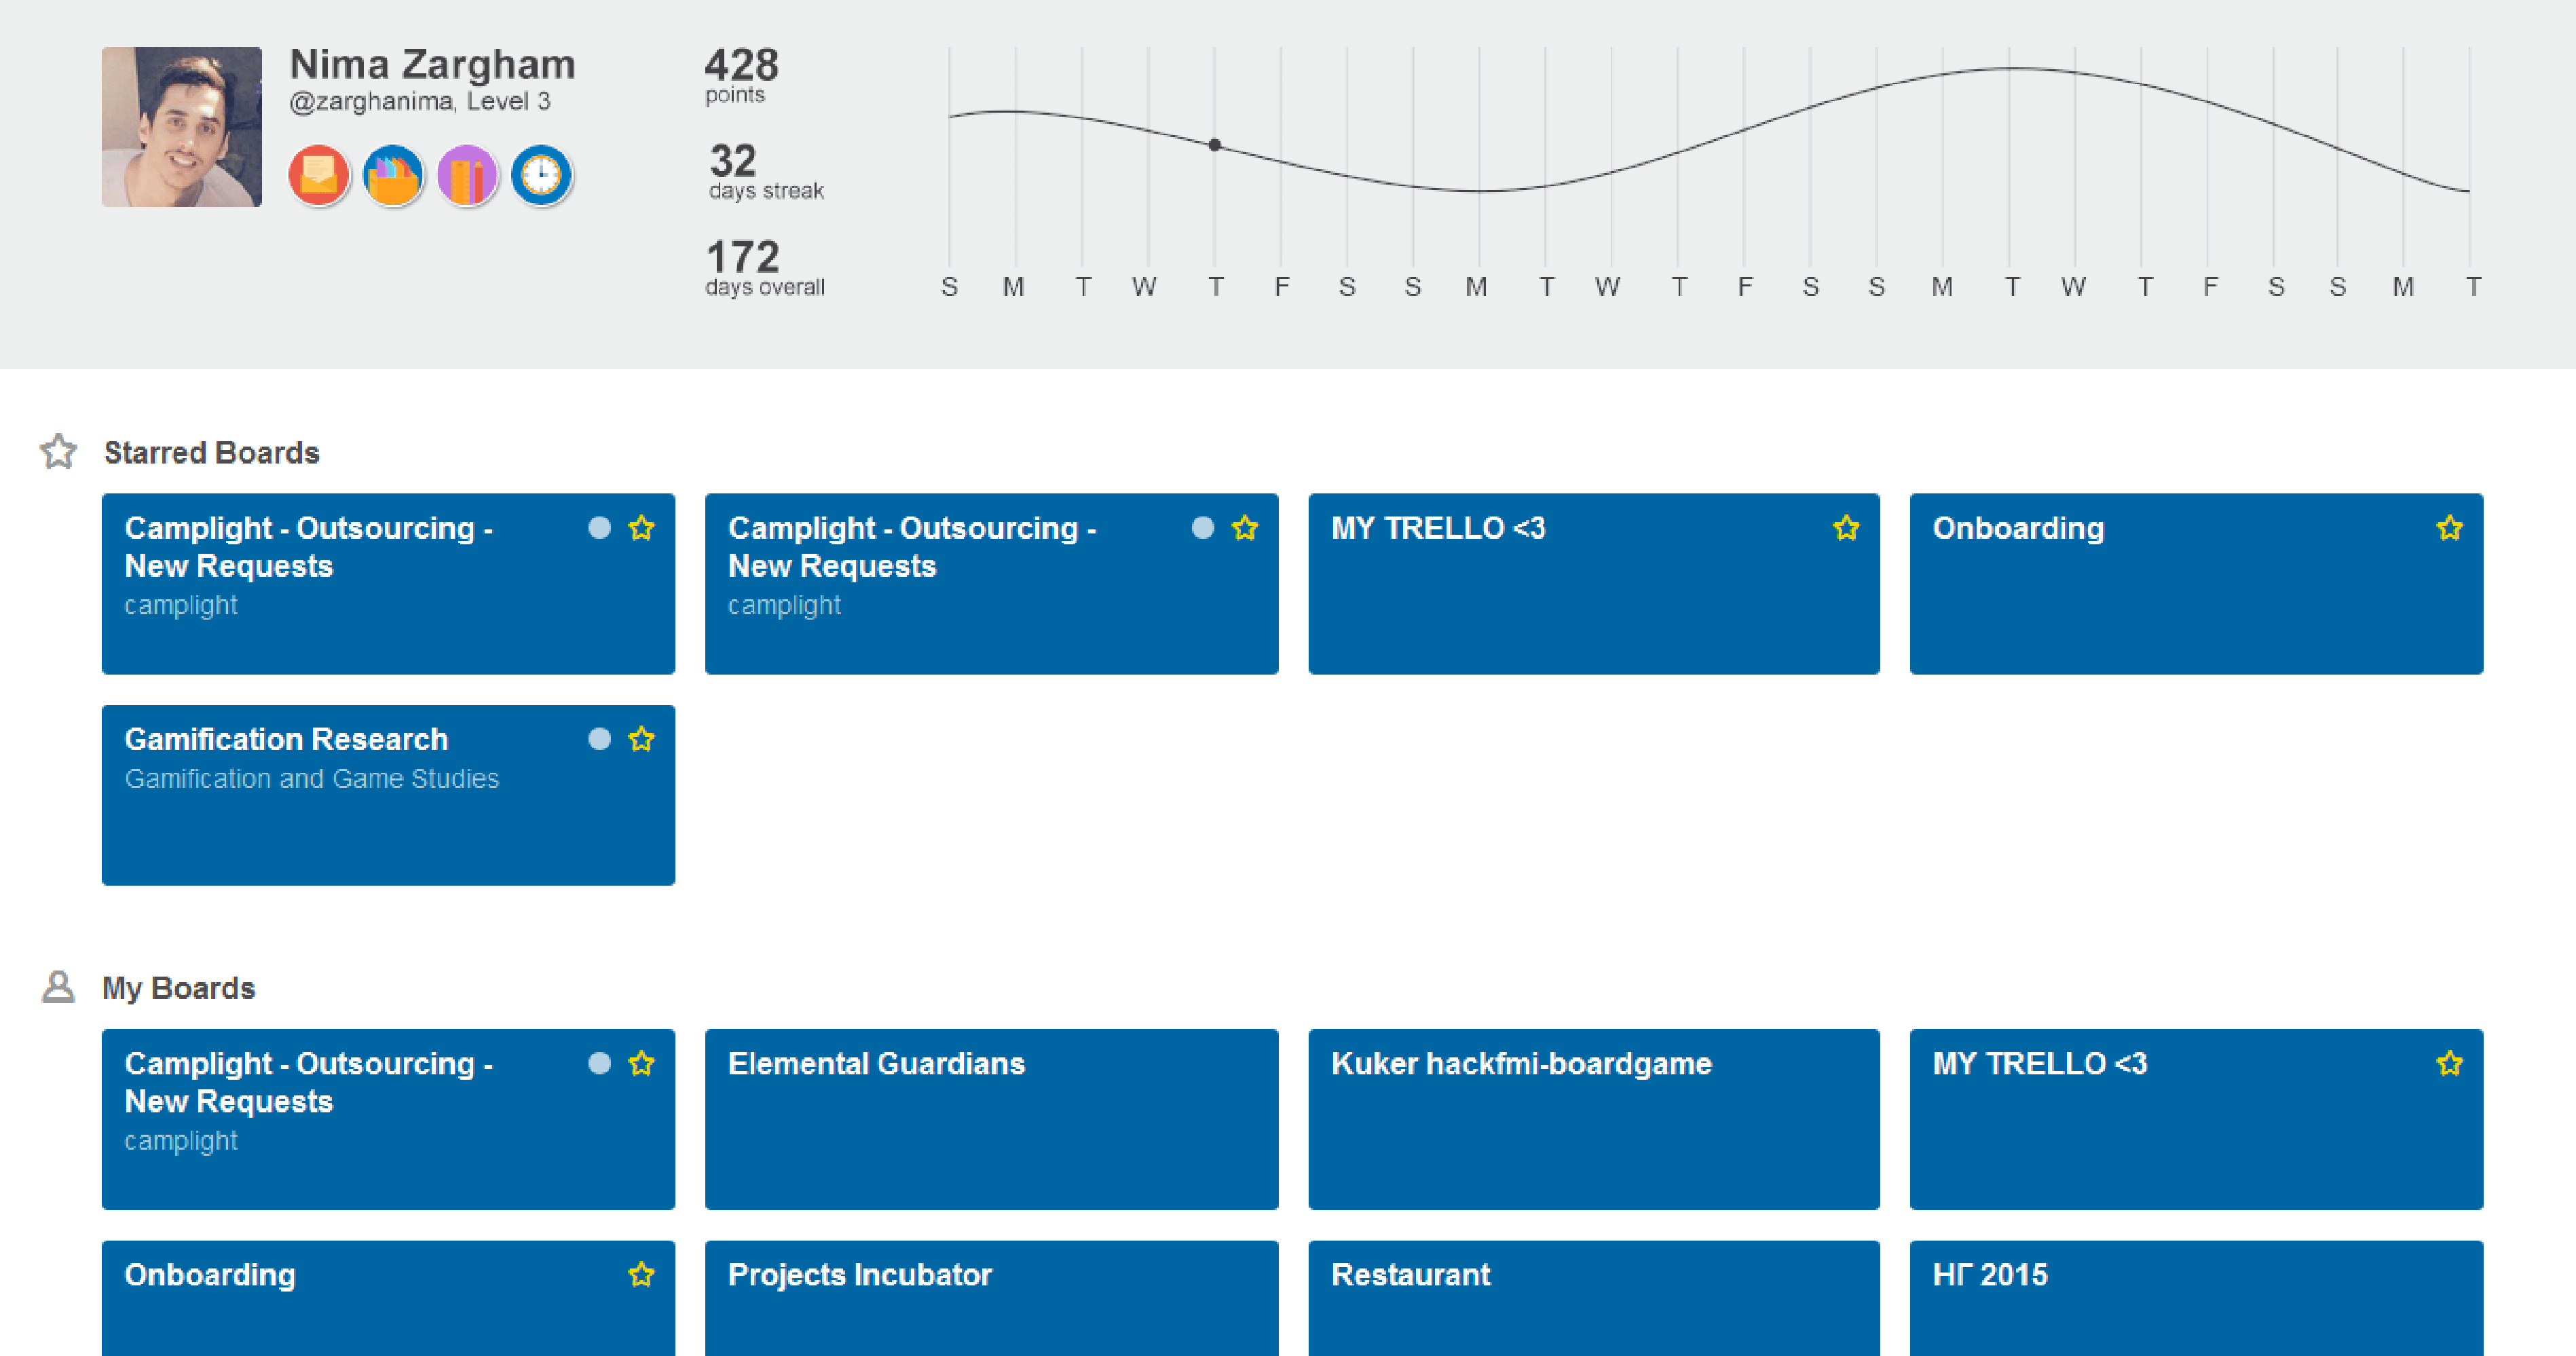 Nima Zargham
@zarghanima, Level 3
428
points
32
days streak
172
days overall
S M T W T F S S M T W T F S S M T W T F S S M T
Starred Boards
Camplight - Outsourcing -
New Requests
camplight
Camplight - Outsourcing -
New Requests
camplight
MY TRELLO <3
Onboarding
Gamification Research
Gamification and Game Studies
My Boards
Camplight - Outsourcing -
New Requests
camplight
Elemental Guardians
Kuker hackfmi-boardgame
MY TRELLO <3
Onboarding
Projects Incubator
Restaurant
НГ 2015